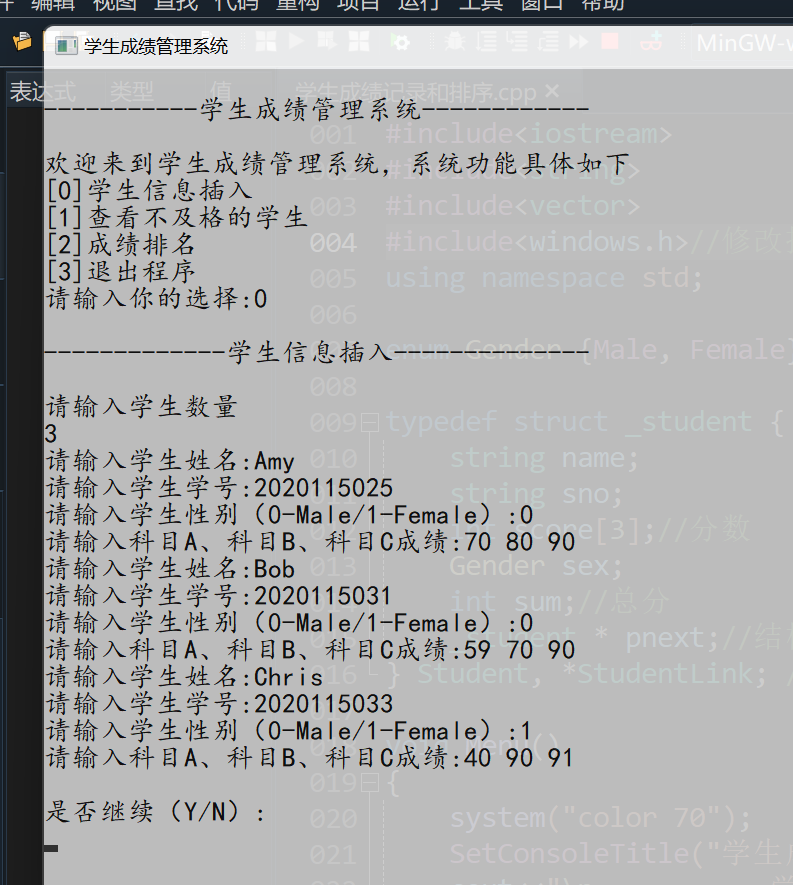 件 编辑 视图 查找 代码 重构 项目 运行 工具 窗口 帮助
学生成绩管理系统
MinGW-w
表达式 类型 值 学生成绩记录和排序.cpp
-----------学生成绩管理系统------------
欢迎来到学生成绩管理系统，系统功能具体如下
[0]学生信息插入
[1]查看不及格的学生
[2]成绩排名
[3]退出程序
请输入你的选择:0
-------------学生信息插入--------------
请输入学生数量
3
请输入学生姓名:Amy
请输入学生学号:2020115025
请输入学生性别（0-Male/1-Female）:0
请输入科目A、科目B、科目C成绩:70 80 90
请输入学生姓名:Bob
请输入学生学号:2020115031
请输入学生性别（0-Male/1-Female）:0
请输入科目A、科目B、科目C成绩:59 70 90
请输入学生姓名:Chris
请输入学生学号:2020115033
请输入学生性别（0-Male/1-Female）:1
请输入科目A、科目B、科目C成绩:40 90 91
是否继续（Y/N）:
001 #include<iostream>
003 #include<vector>
004 #include<windows.h>//修改
005 using namespace std;
006
enum Gender {Male, Female}
008
009 typedef struct _student {
010 string name;
string sno;
score[3];//分数
013 Gender sex;
int sum;//总分
* pnext;//结
016 } Student, *StudentLink;
menu()
019 {
020 system("color 70");
021 SetConsoleTitle("学生成